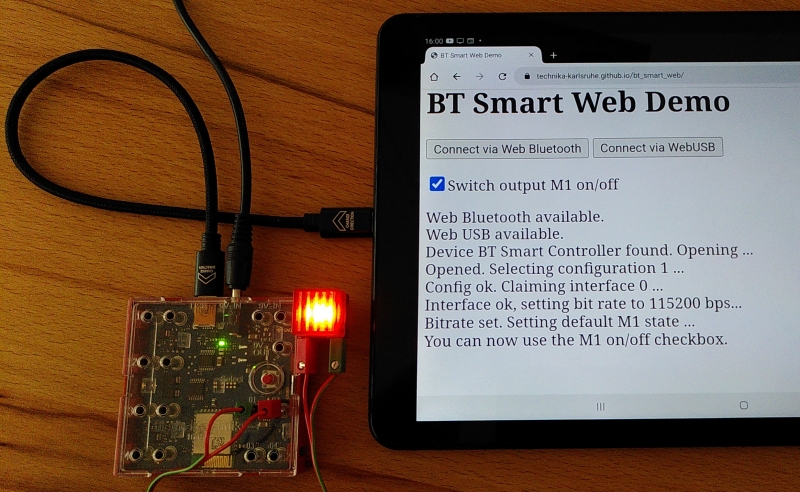 16:00
BT Smart Web Demo
technika-karlsruhe.github.io/bt_smart_web/
BT Smart Web Demo
Connect via Web Bluetooth Connect via WebUSB
Switch output M1 on/off
Web Bluetooth available.
Web USB available.
Device BT Smart Controller found. Opening ...
Opened. Selecting configuration 1 ...
Config ok. Claiming interface 0 ...
Interface ok, setting bit rate to 115200 bps...
Bitrate set. Setting default M1 state ...
You can now use the M1 on/off checkbox.
CHARGE
DIRECTION